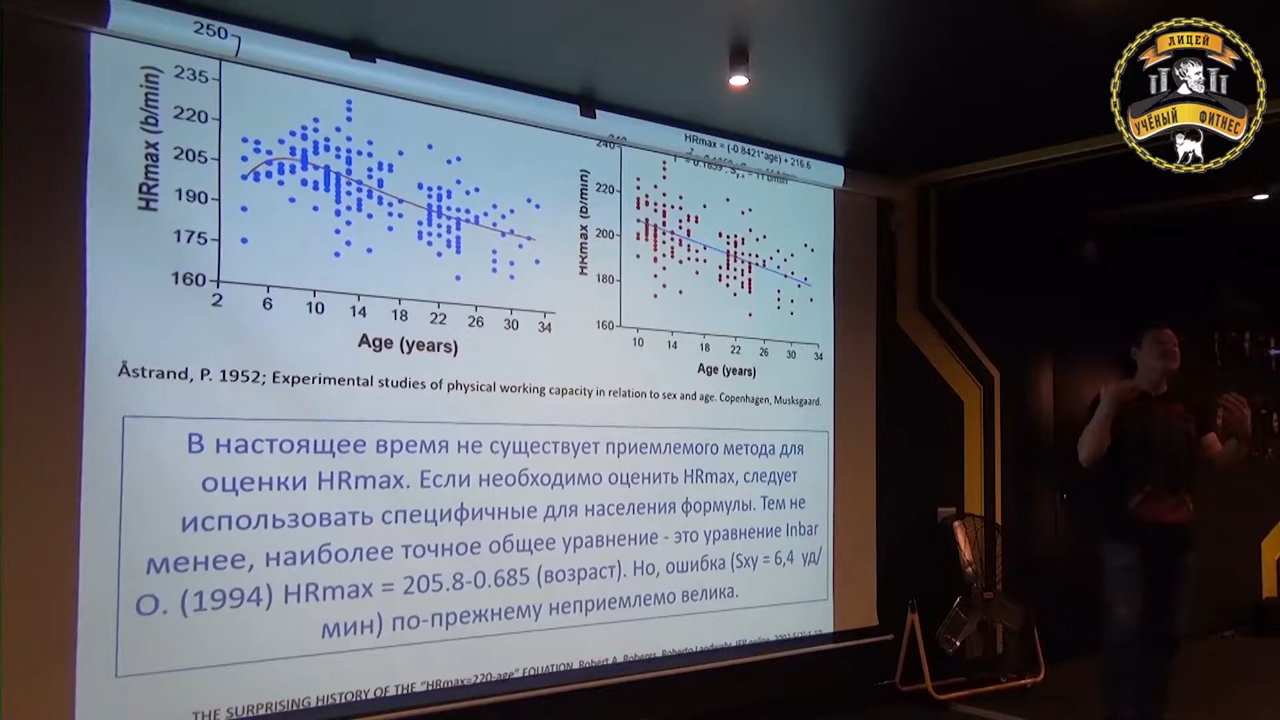 250
235
220
205
190
175
160
HRmax (b/min)
2 6 10 14 18 22 26 30 34
Age (years)
HRmax = (-0.8421*age) + 216.6
240
220
200
180
160
HRmax (b/min)
10 14 18 22 26 30 34
Age (years)
Åstrand, P. 1952; Experimental studies of physical working capacity in relation to sex and age. Copenhagen, Musksgaard.
В настоящее время не существует приемлемого метода для
оценки HRmax. Если необходимо оценить HRmax, следует
использовать специфичные для населения формулы. Тем не
менее, наиболее точное общее уравнение - это уравнение Inbar
O. (1994) HRmax = 205.8-0.685 (возраст). Но, ошибка (Sxy = 6,4 уд/
мин) по-прежнему неприемлемо велика.
THE SURPRISING HISTORY OF THE "HRmax=220-age" EQUATION. Robert A. Robergs, Roberto Landwehr
ЛИЦЕЙ
УЧЁНЫЙ ФИТНЕС